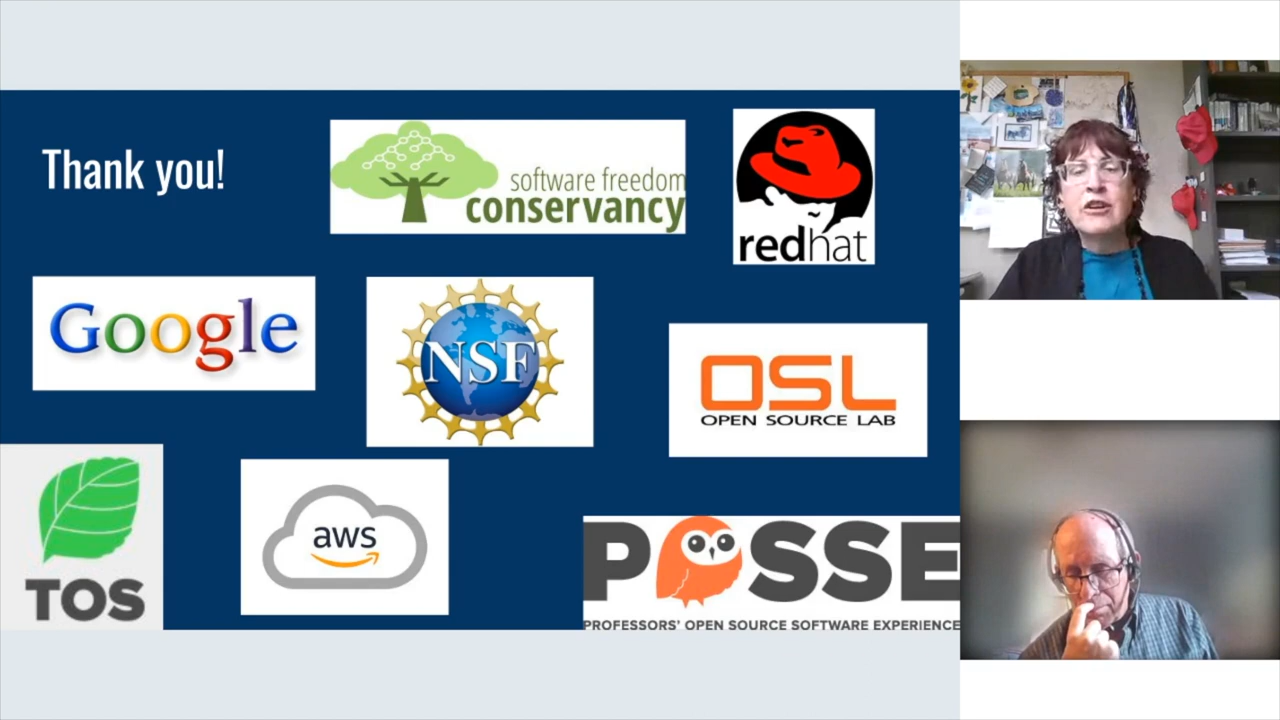 Thank you!
software freedom
conservancy
redhat
Google
NSF
OSL
OPEN SOURCE LAB
TOS
aws
POSSE
PROFESSORS' OPEN SOURCE SOFTWARE EXPERIENCE